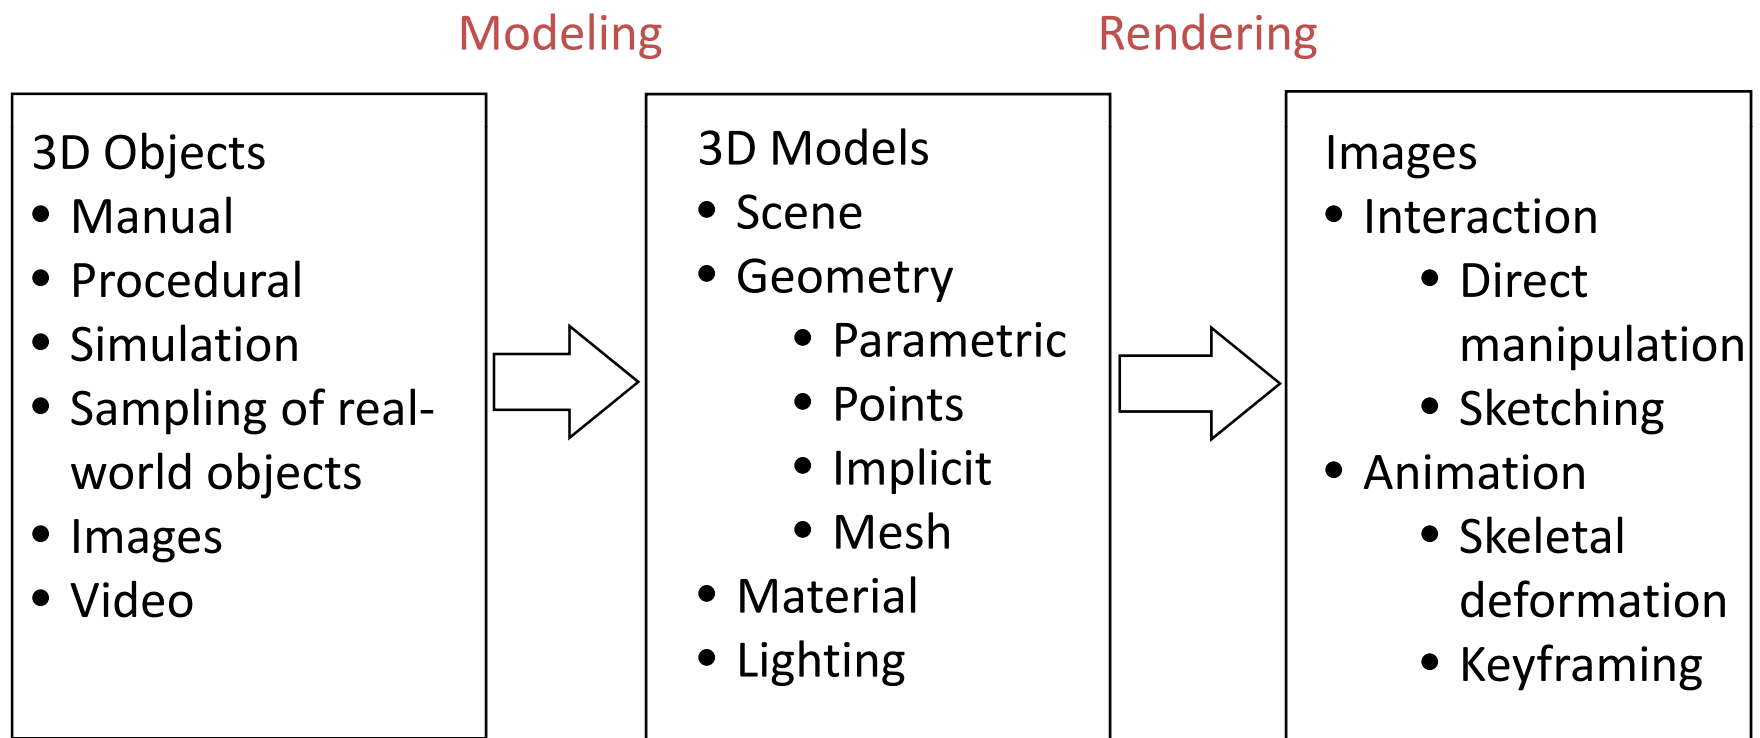 Modeling
Rendering
3D Objects
• Manual
• Procedural
• Simulation
• Sampling of real-
world objects
• Images
• Video
3D Models
• Scene
• Geometry
• Parametric
• Points
• Implicit
• Mesh
• Material
• Lighting
Images
• Interaction
• Direct
manipulation
• Sketching
• Animation
• Skeletal
deformation
• Keyframing